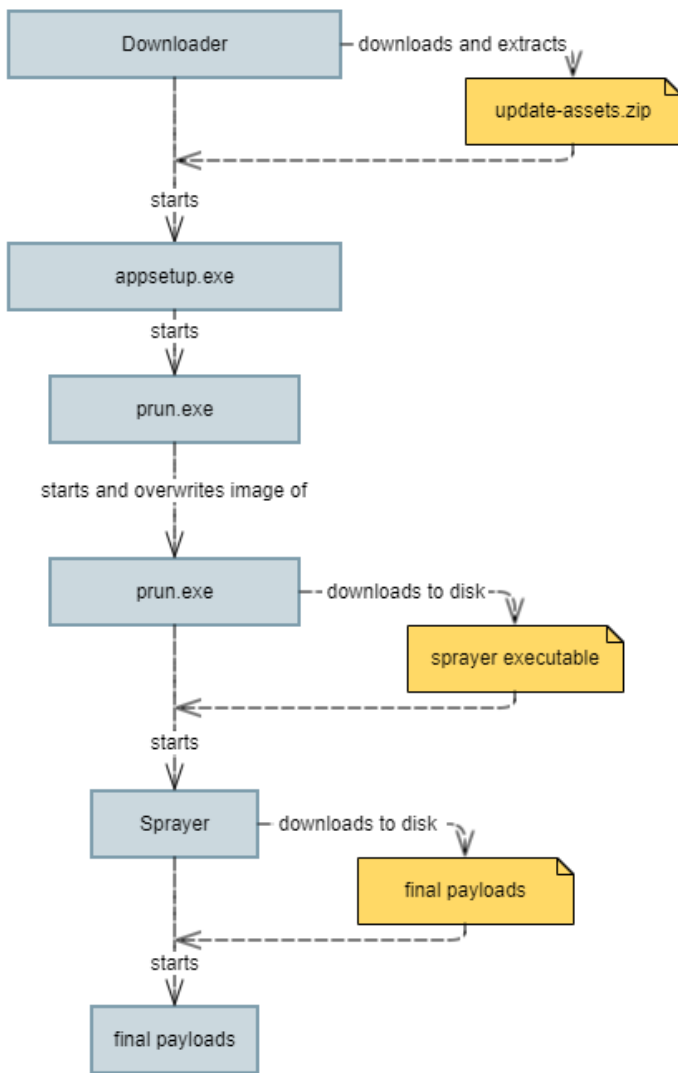 Downloader
downloads and extracts
update-assets.zip
starts
appsetup.exe
starts
prun.exe
starts and overwrites image of
prun.exe
downloads to disk
sprayer executable
starts
Sprayer
downloads to disk
final payloads
starts
final payloads